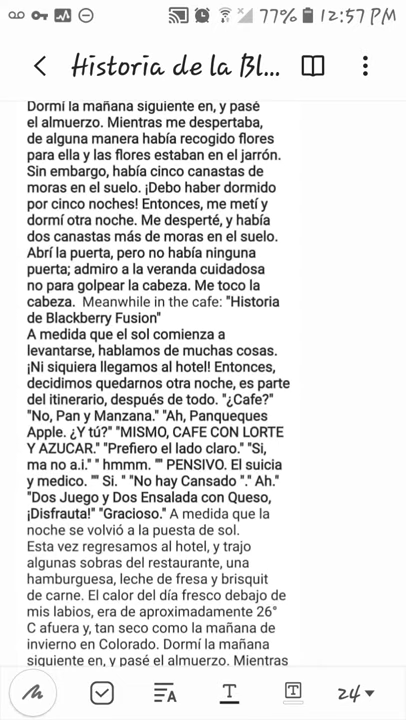 77% 12:57 PM
Historia de la Bl...
Dormí la mañana siguiente en, y pasé
el almuerzo. Mientras me despertaba,
de alguna manera había recogido flores
para ella y las flores estaban en el jarrón.
Sin embargo, había cinco canastas de
moras en el suelo. ¡Debo haber dormido
por cinco noches! Entonces, me metí y
dormí otra noche. Me desperté, y había
dos canastas más de moras en el suelo.
Abrí la puerta, pero no había ninguna
puerta; admiro a la veranda cuidadosa
no para golpear la cabeza. Me toco la
cabeza.  Meanwhile in the cafe: "Historia
de Blackberry Fusion"
A medida que el sol comienza a
levantarse, hablamos de muchas cosas.
¡Ni siquiera llegamos al hotel! Entonces,
decidimos quedarnos otra noche, es parte
del itinerario, después de todo. "¿Cafe?"
"No, Pan y Manzana." "Ah, Panqueques
Apple. ¿Y tú?" "MISMO, CAFE CON LORTE
Y AZUCAR." "Prefiero el lado claro." "Si,
ma no a.i." " hmmm. "" PENSIVO. El suicia
y medico. "" Si. " "No hay Cansado "." Ah."
"Dos Juego y Dos Ensalada con Queso,
¡Disfruta!" "Gracioso." A medida que la
noche se volvió a la puesta de sol.
Esta vez regresamos al hotel, y trajo
algunas sobras del restaurante, una
hamburguesa, leche de fresa y brisquit
de carne. El calor del día fresco debajo de
mis labios, era de aproximadamente 26°
C afuera y, tan seco como la mañana de
invierno en Colorado. Dormí la mañana
siguiente en, y pasé el almuerzo. Mientras
A T T 24